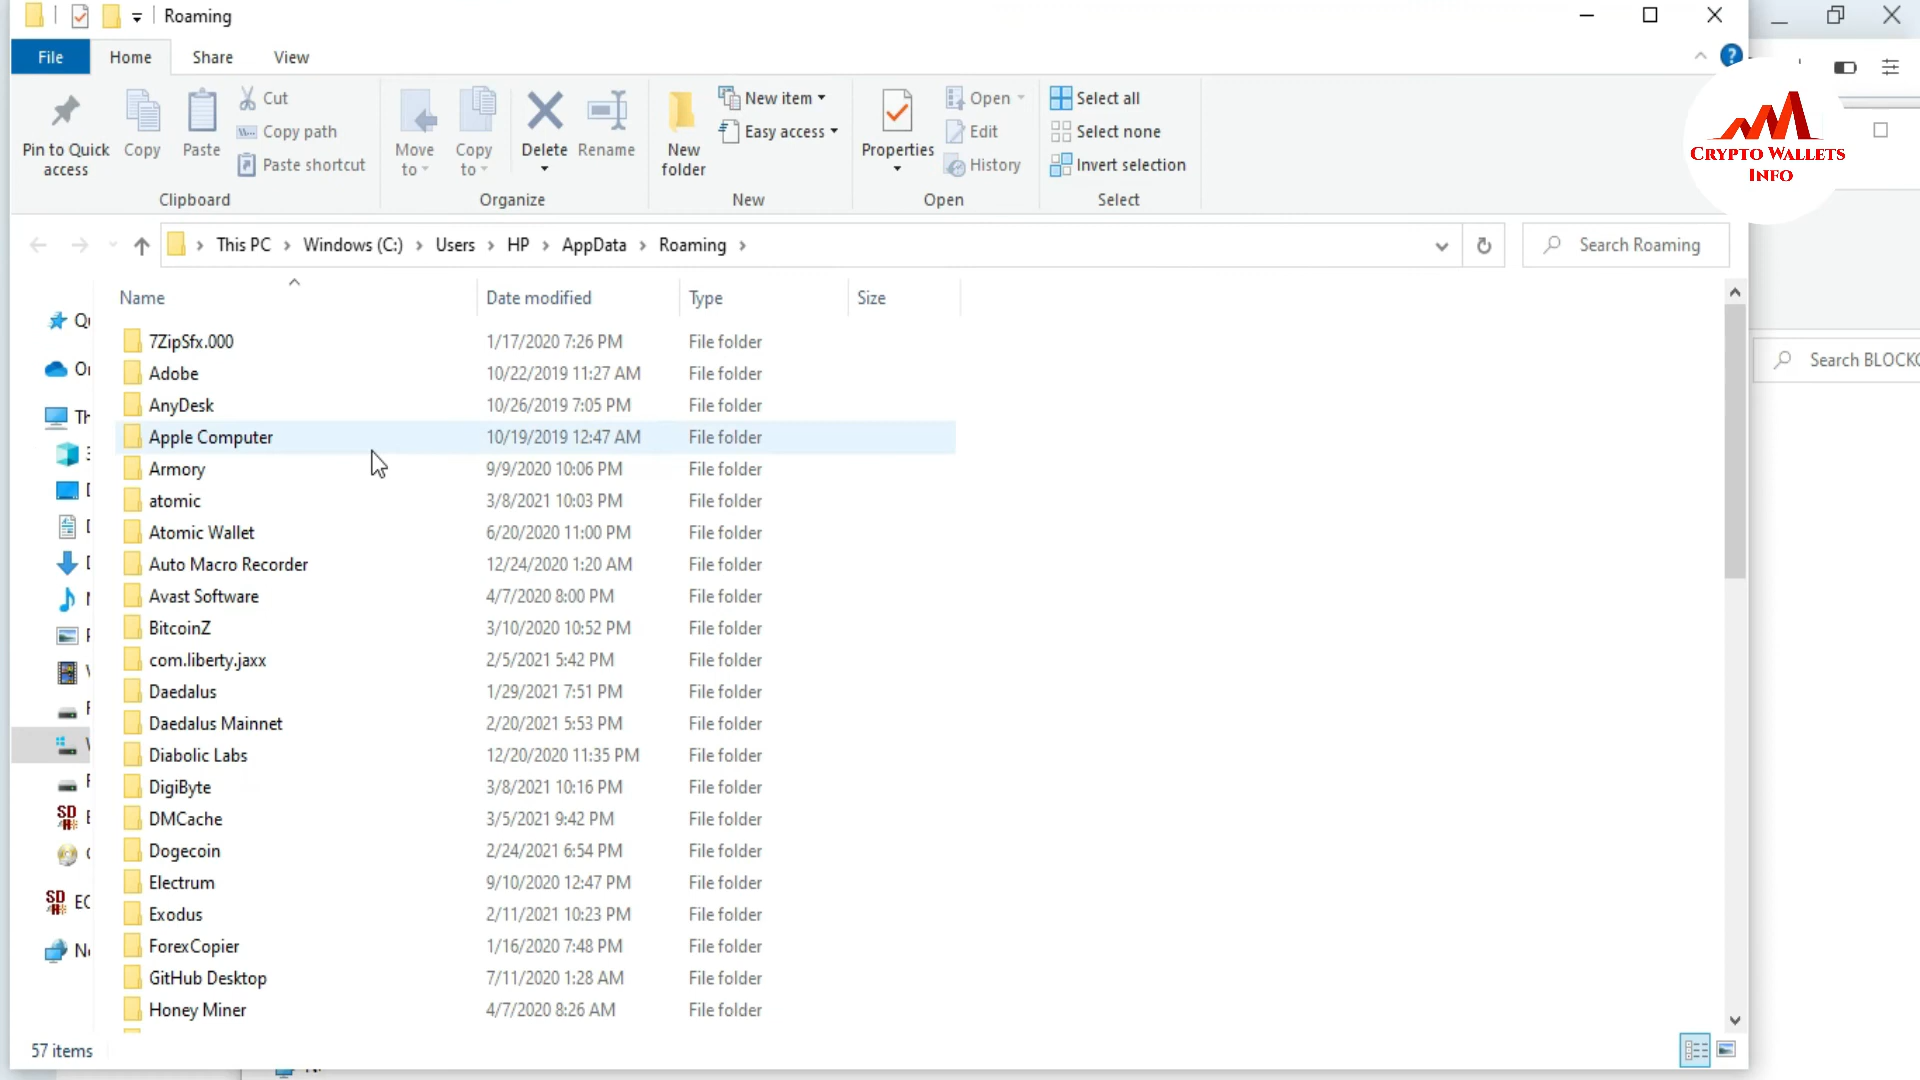 Roaming
File Home Share View
Pin to Quick access
Copy
Paste
Cut
Copy path
Paste shortcut
Clipboard
Move to
Copy to
Delete
Rename
Organize
New folder
New item
Easy access
New
Properties
Open
Edit
History
Open
Select all
Select none
Invert selection
Select
CRYPTO WALLETS
INFO
This PC > Windows (C:) > Users > HP > AppData > Roaming >
Search Roaming
Search BLOCKC
Name Date modified Type Size
7ZipSfx.000 1/17/2020 7:26 PM File folder
Adobe 10/22/2019 11:27 AM File folder
AnyDesk 10/26/2019 7:05 PM File folder
Apple Computer 10/19/2019 12:47 AM File folder
Armory 9/9/2020 10:06 PM File folder
atomic 3/8/2021 10:03 PM File folder
Atomic Wallet 6/20/2020 11:00 PM File folder
Auto Macro Recorder 12/24/2020 1:20 AM File folder
Avast Software 4/7/2020 8:00 PM File folder
BitcoinZ 3/10/2020 10:52 PM File folder
com.liberty.jaxx 2/5/2021 5:42 PM File folder
Daedalus 1/29/2021 7:51 PM File folder
Daedalus Mainnet 2/20/2021 5:53 PM File folder
Diabolic Labs 12/20/2020 11:35 PM File folder
DigiByte 3/8/2021 10:16 PM File folder
DMCache 3/5/2021 9:42 PM File folder
Dogecoin 2/24/2021 6:54 PM File folder
Electrum 9/10/2020 12:47 PM File folder
Exodus 2/11/2021 10:23 PM File folder
ForexCopier 1/16/2020 7:48 PM File folder
GitHub Desktop 7/11/2020 1:28 AM File folder
Honey Miner 4/7/2020 8:26 AM File folder
57 items